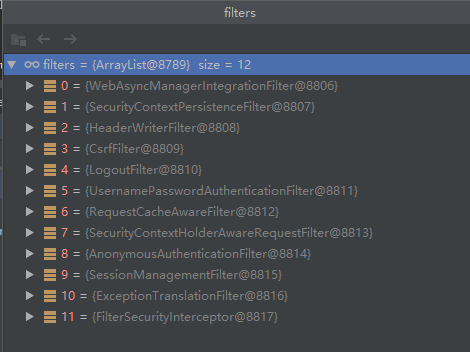 filters
filters = {ArrayList@8789} size = 12
0 = {WebAsyncManagerIntegrationFilter@8806}
1 = {SecurityContextPersistenceFilter@8807}
2 = {HeaderWriterFilter@8808}
3 = {CsrfFilter@8809}
4 = {LogoutFilter@8810}
5 = {UsernamePasswordAuthenticationFilter@8811}
6 = {RequestCacheAwareFilter@8812}
7 = {SecurityContextHolderAwareRequestFilter@8813}
8 = {AnonymousAuthenticationFilter@8814}
9 = {SessionManagementFilter@8815}
10 = {ExceptionTranslationFilter@8816}
11 = {FilterSecurityInterceptor@8817}